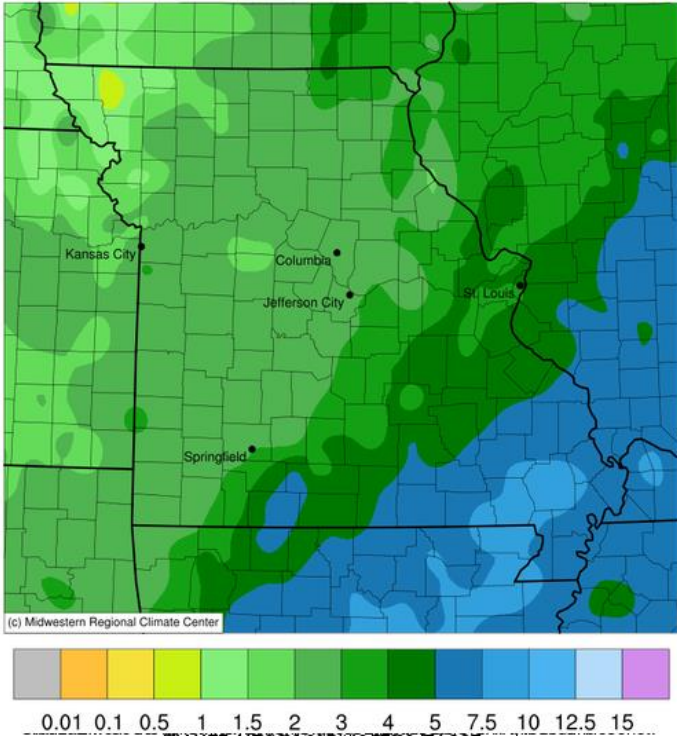 Kansas City
Columbia
Jefferson City
St. Louis
Springfield
(c) Midwestern Regional Climate Center
0.01 0.1 0.5 1 1.5 2 3 4 5 7.5 10 12.5 15